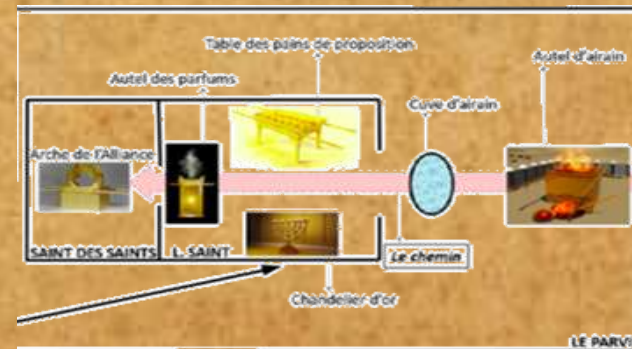 Table des pains de proposition
Autel d'airain
Autel des parfums
Cuve d'airain
Arche de l'Alliance
SAINT DES SAINTS
L. SAINT
Le chemin
Chandelier d'or
LE PARVIS